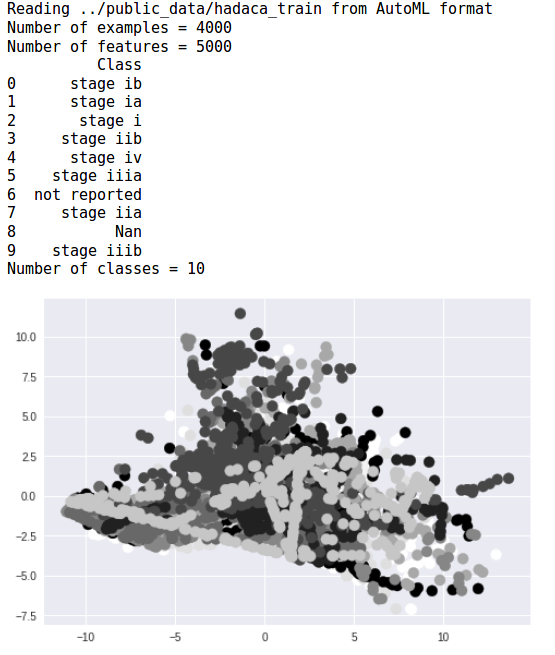 Reading ../public_data/hadaca_train from AutoML format
Number of examples = 4000
Number of features = 5000
Class
0 stage ib
1 stage ia
2 stage i
3 stage iib
4 stage iv
5 stage iiia
6 not reported
7 stage iia
8 Nan
9 stage iiib
Number of classes = 10
10.0
7.5
5.0
2.5
0.0
−2.5
−5.0
−7.5
−10 −5 0 5 10